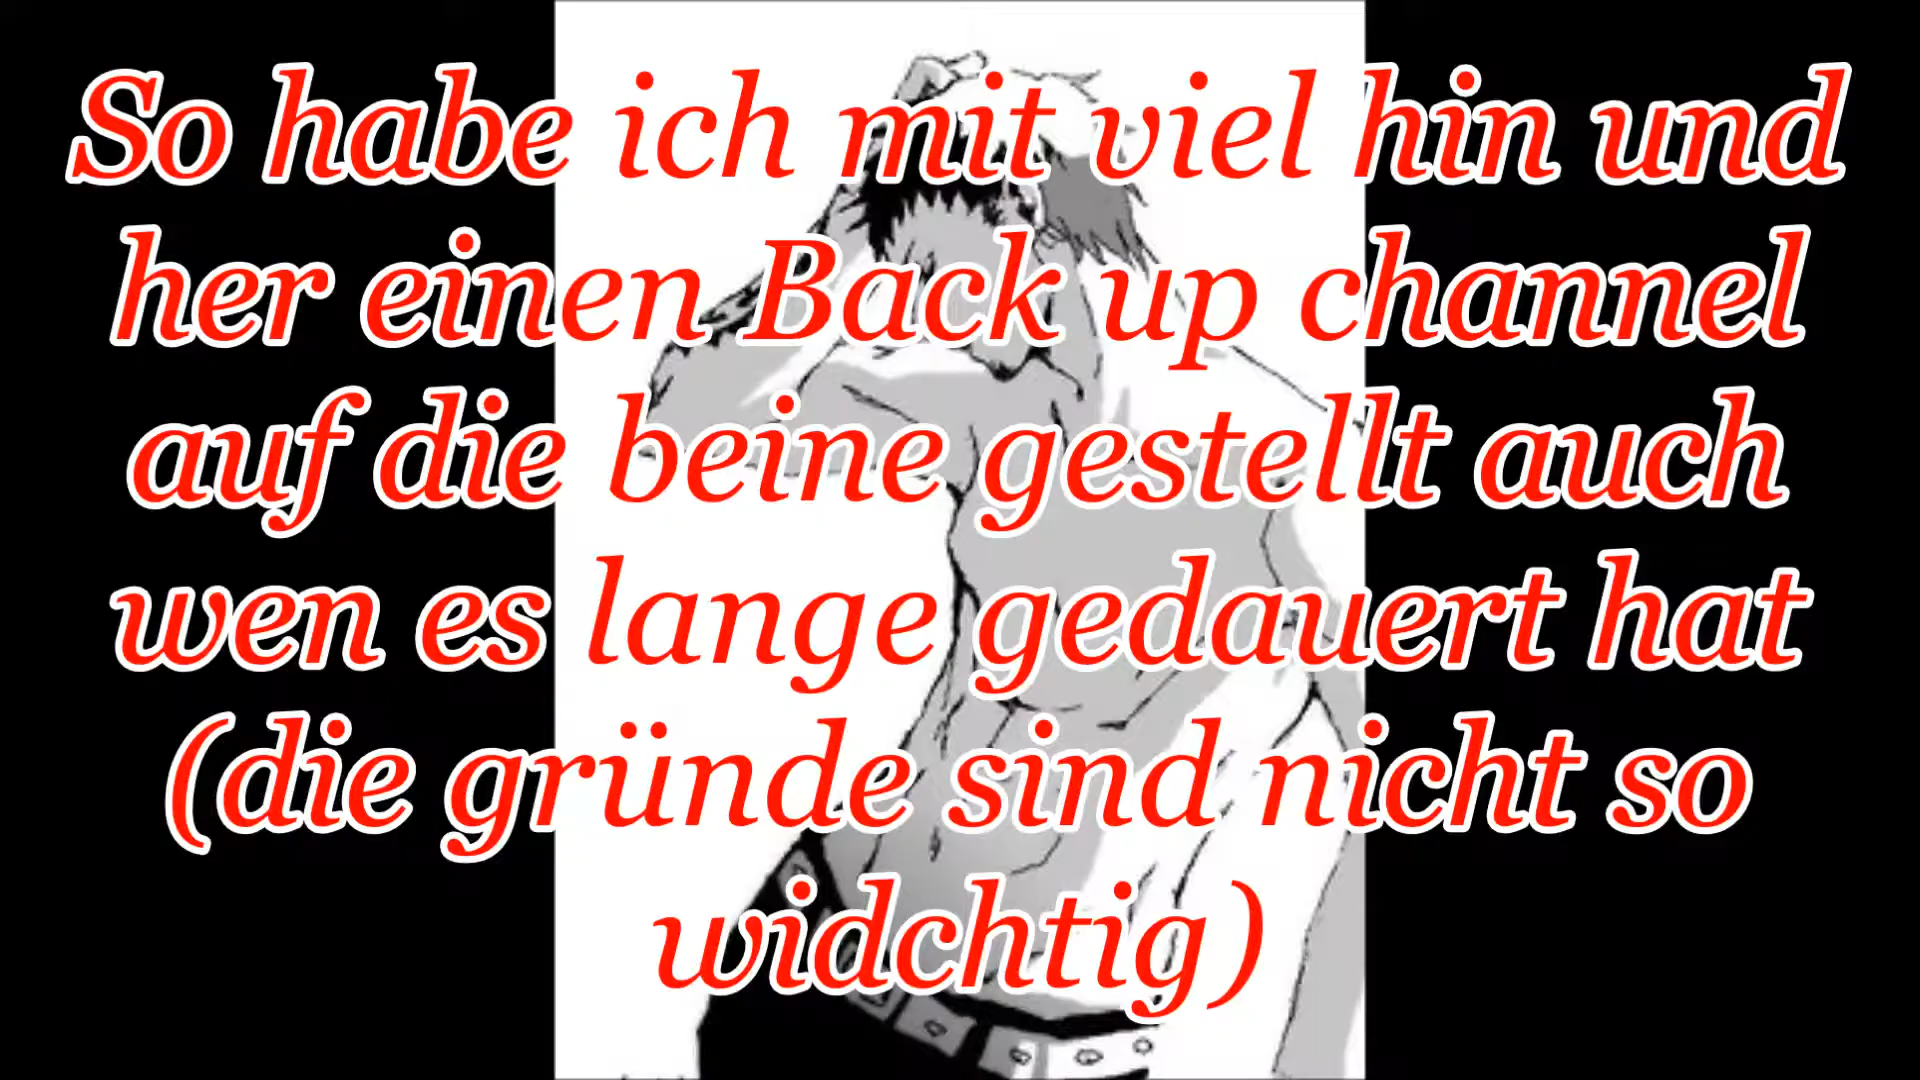 So habe ich mit viel hin und
her einen Back up channel
auf die beine gestellt auch
wen es lange gedauert hat
(die gründe sind nicht so
widchtig)